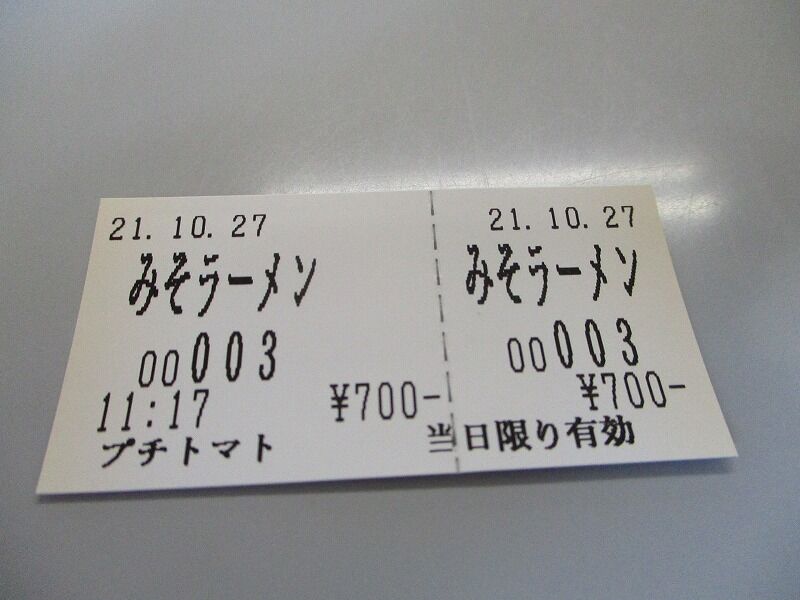 21.10.27
みそラーメン
00003
11:17 ¥700-
プチトマト
21.10.27
みそラーメン
00003
¥700-
当日限り有効